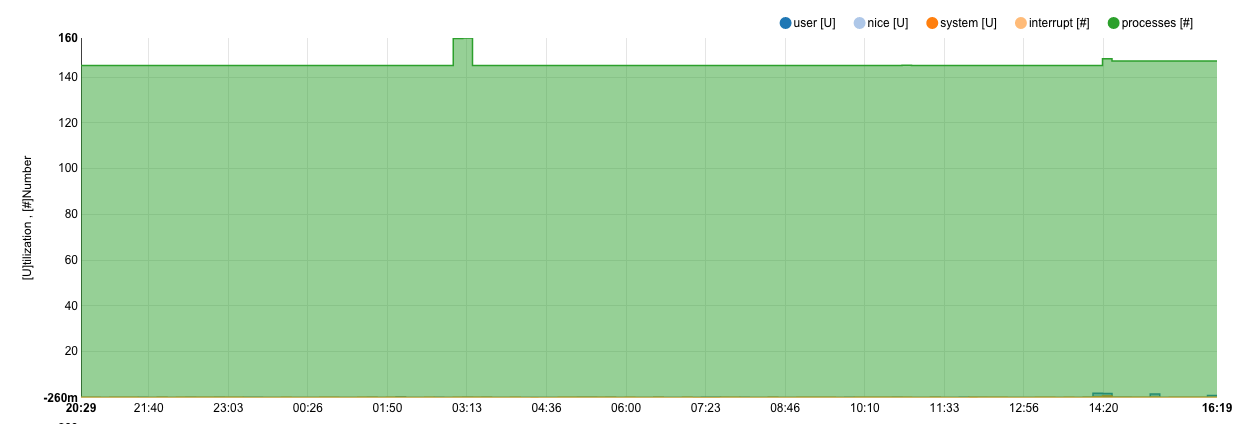 user [U] nice [U] system [U] interrupt [#] processes [#]
160
140
120
100
80
60
40
20
-260m
[U]tilization , [#]Number
20:29 21:40 23:03 00:26 01:50 03:13 04:36 06:00 07:23 08:46 10:10 11:33 12:56 14:20 16:19